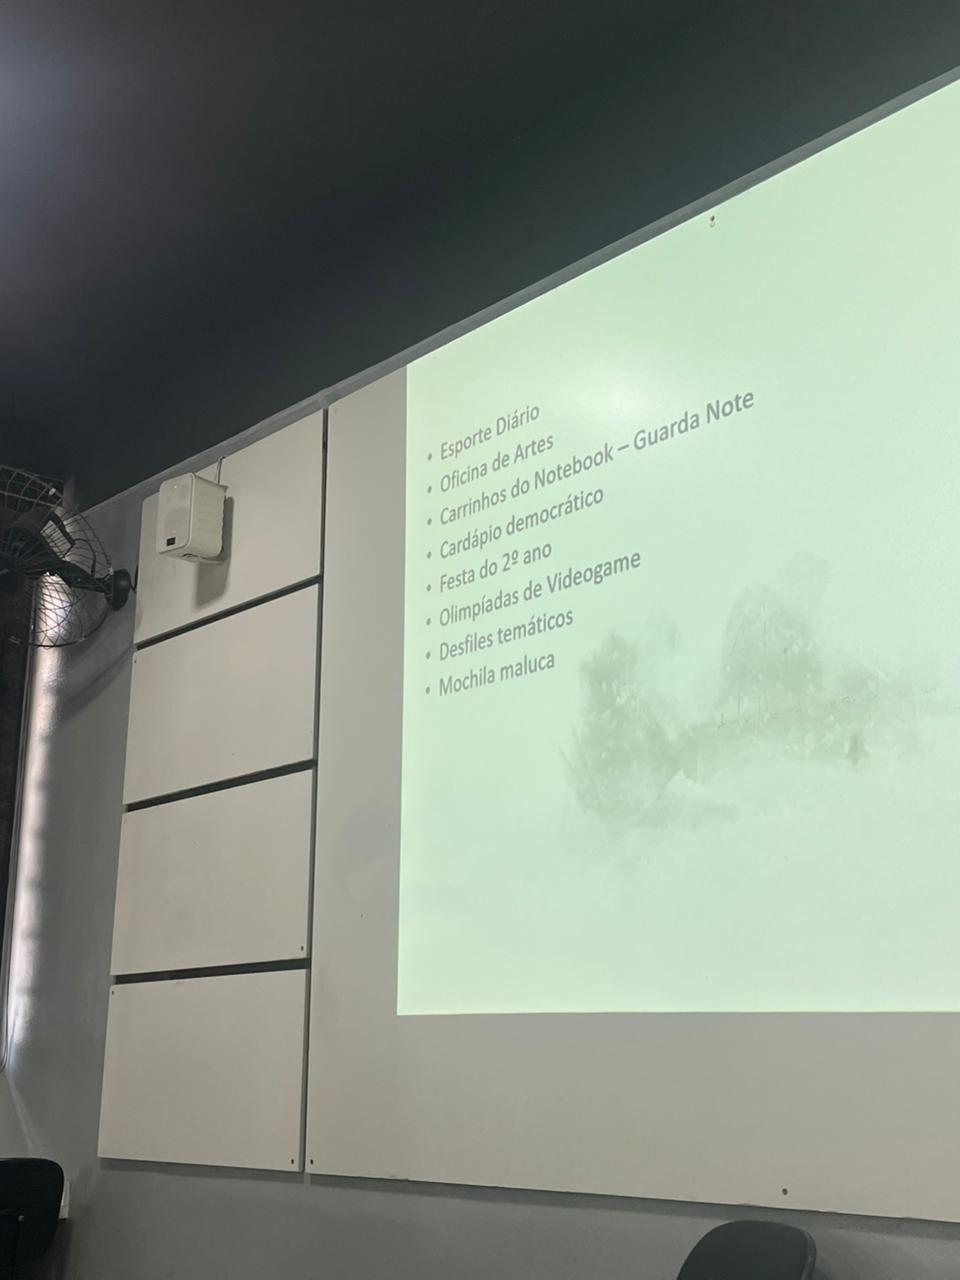 • Esporte Diário
• Oficina de Artes
• Carrinhos do Notebook – Guarda Note
• Cardápio democrático
• Festa do 2º ano
• Olimpíadas de Videogame
• Desfiles temáticos
• Mochila maluca